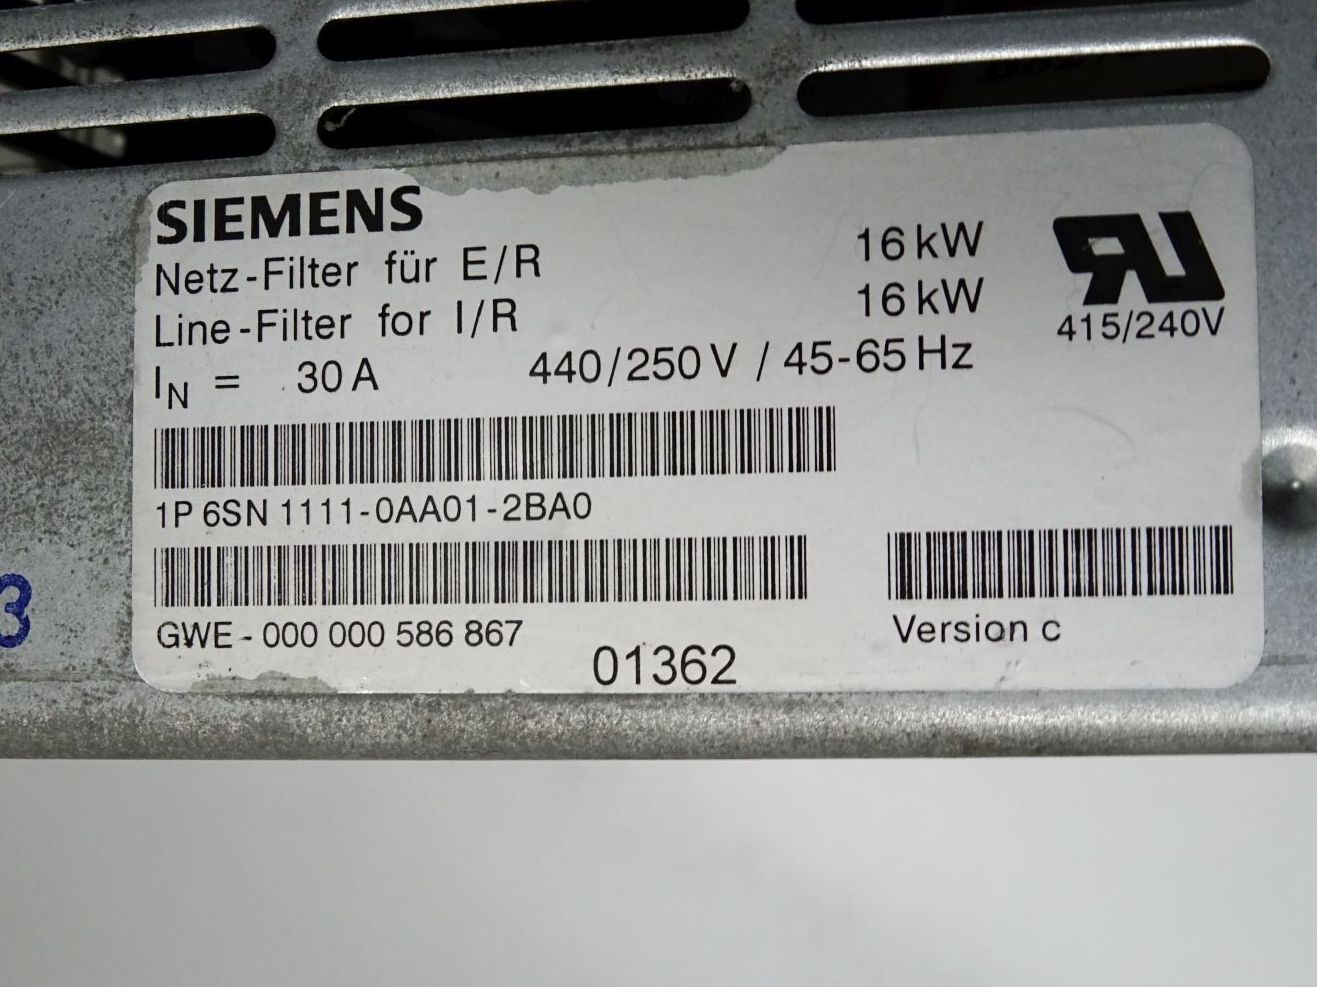 SIEMENS
Netz-Filter für E/R 16 kW
Line-Filter for I/R 16 kW
IN = 30 A 440/250 V / 45-65 Hz
415/240V
1P 6SN 1111-0AA01-2BA0
GWE-000 000 586 867
Version c
01362
3